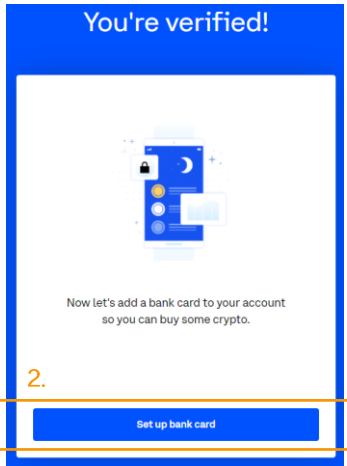 You're verified!
Now let's add a bank card to your account
so you can buy some crypto.
2.
Set up bank card